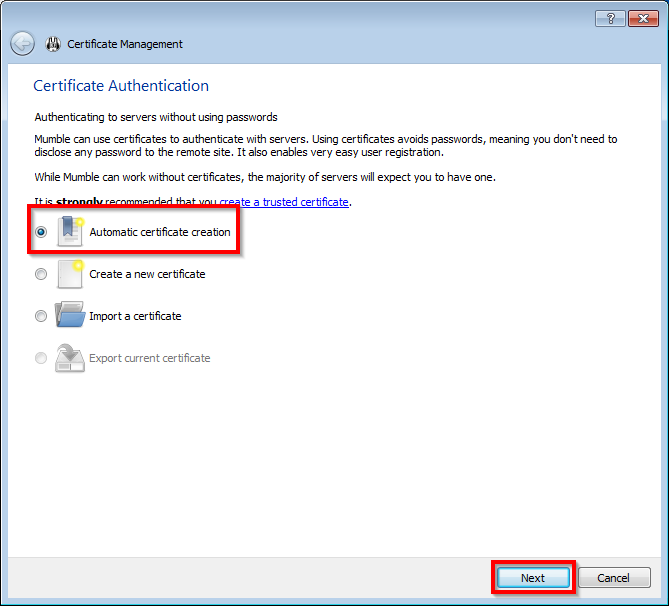 ?
Certificate Management
Certificate Authentication
Authenticating to servers without using passwords
Mumble can use certificates to authenticate with servers. Using certificates avoids passwords, meaning you don't need to
disclose any password to the remote site. It also enables very easy user registration.
While Mumble can work without certificates, the majority of servers will expect you to have one.
It is strongly recommended that you create a trusted certificate.
Automatic certificate creation
Create a new certificate
Import a certificate
Export current certificate
Next
Cancel